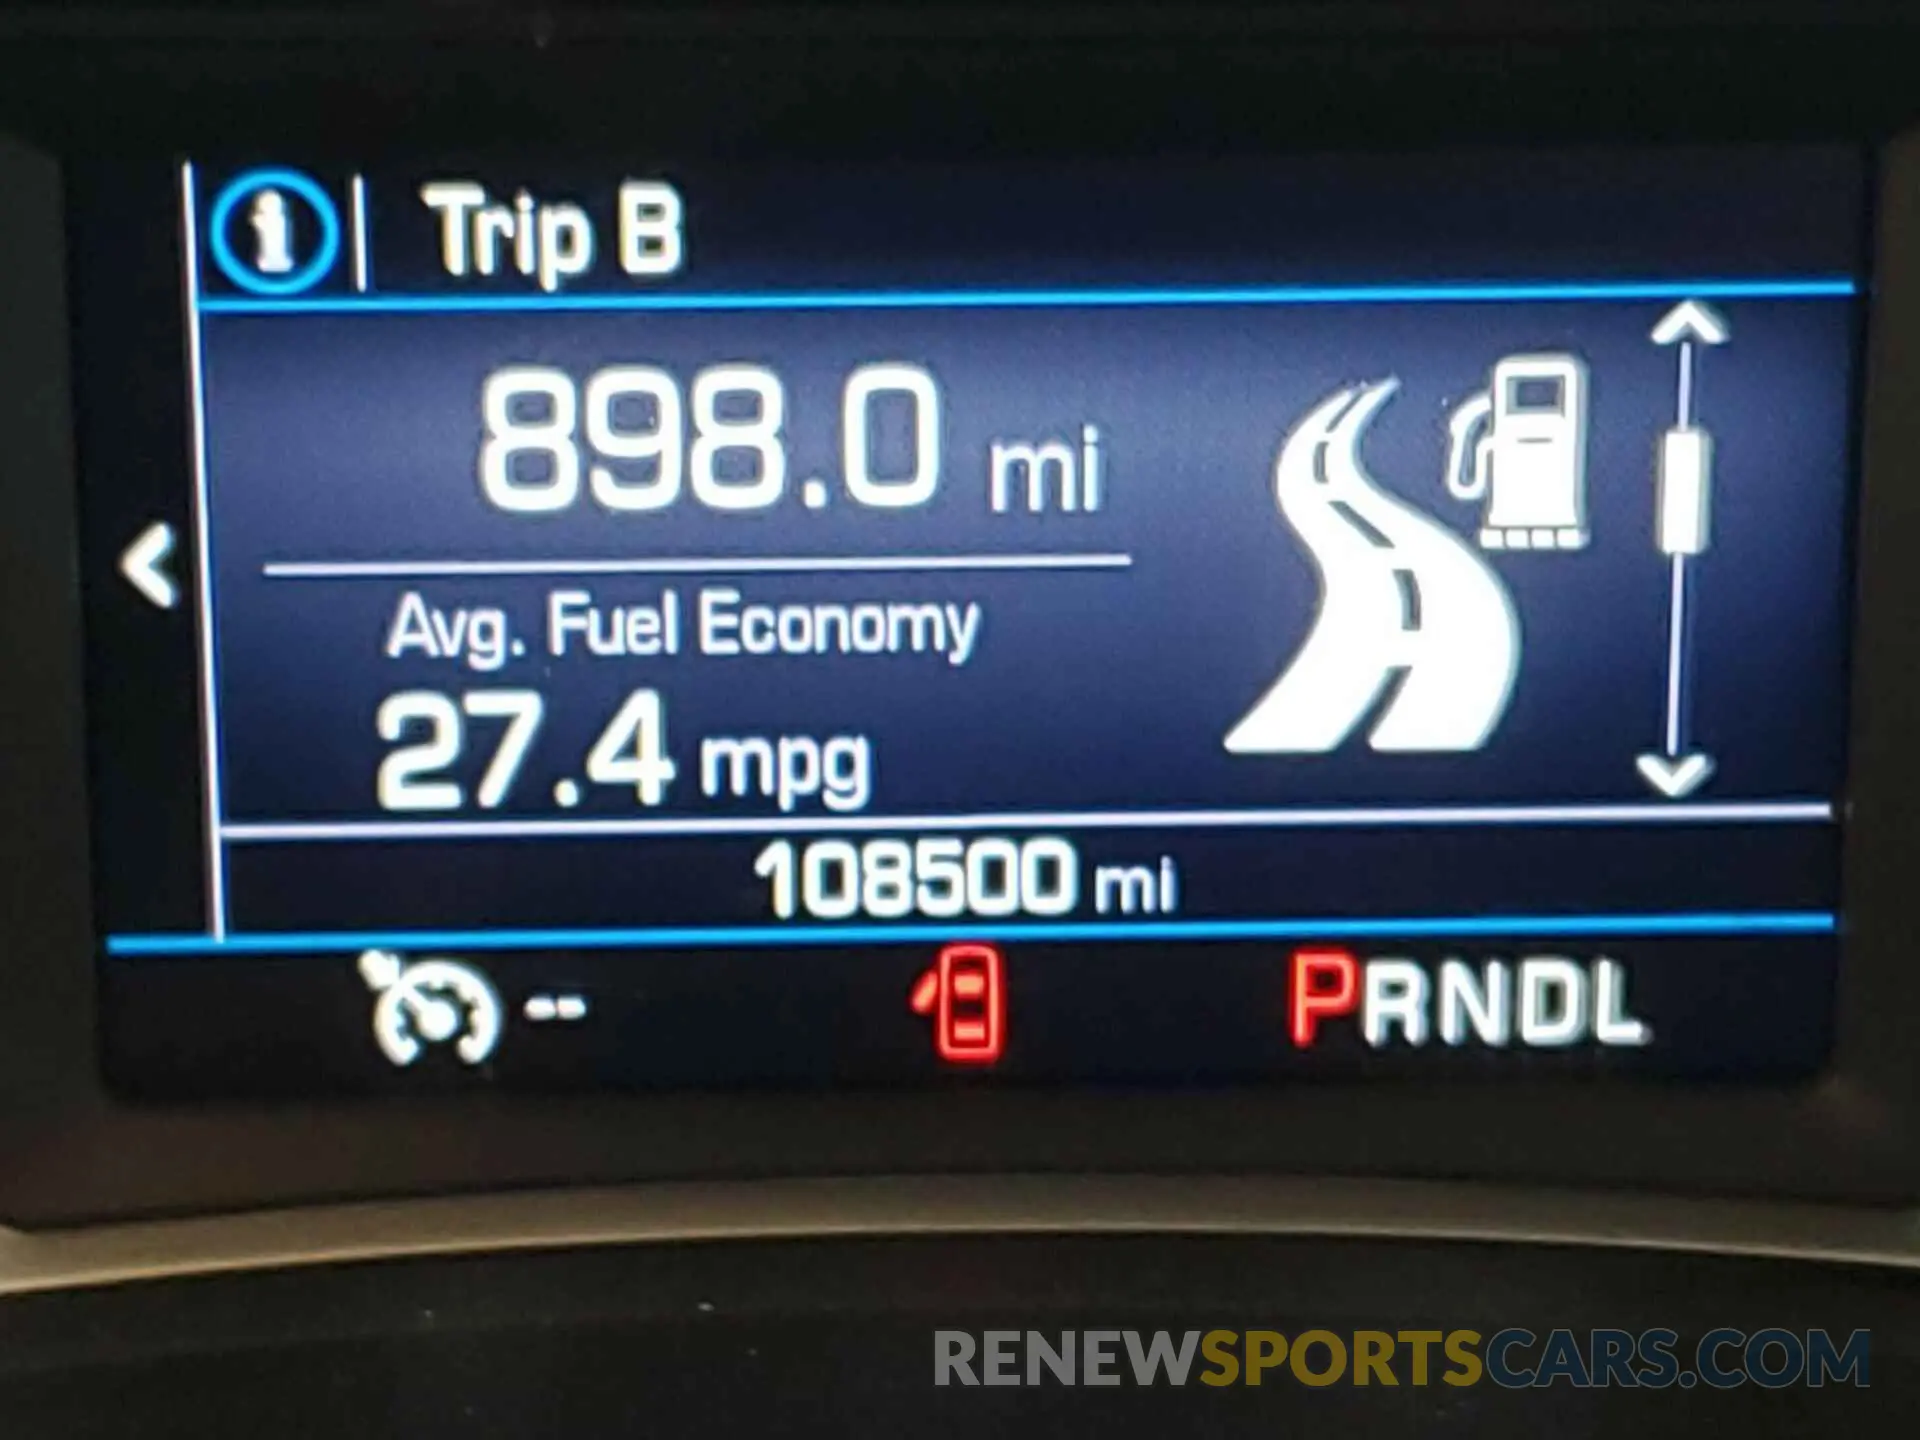 Trip B
898.0 mi
Avg. Fuel Economy
27.4 mpg
108500 mi
-- PRNDL
RENEWSPORTSCARS.COM